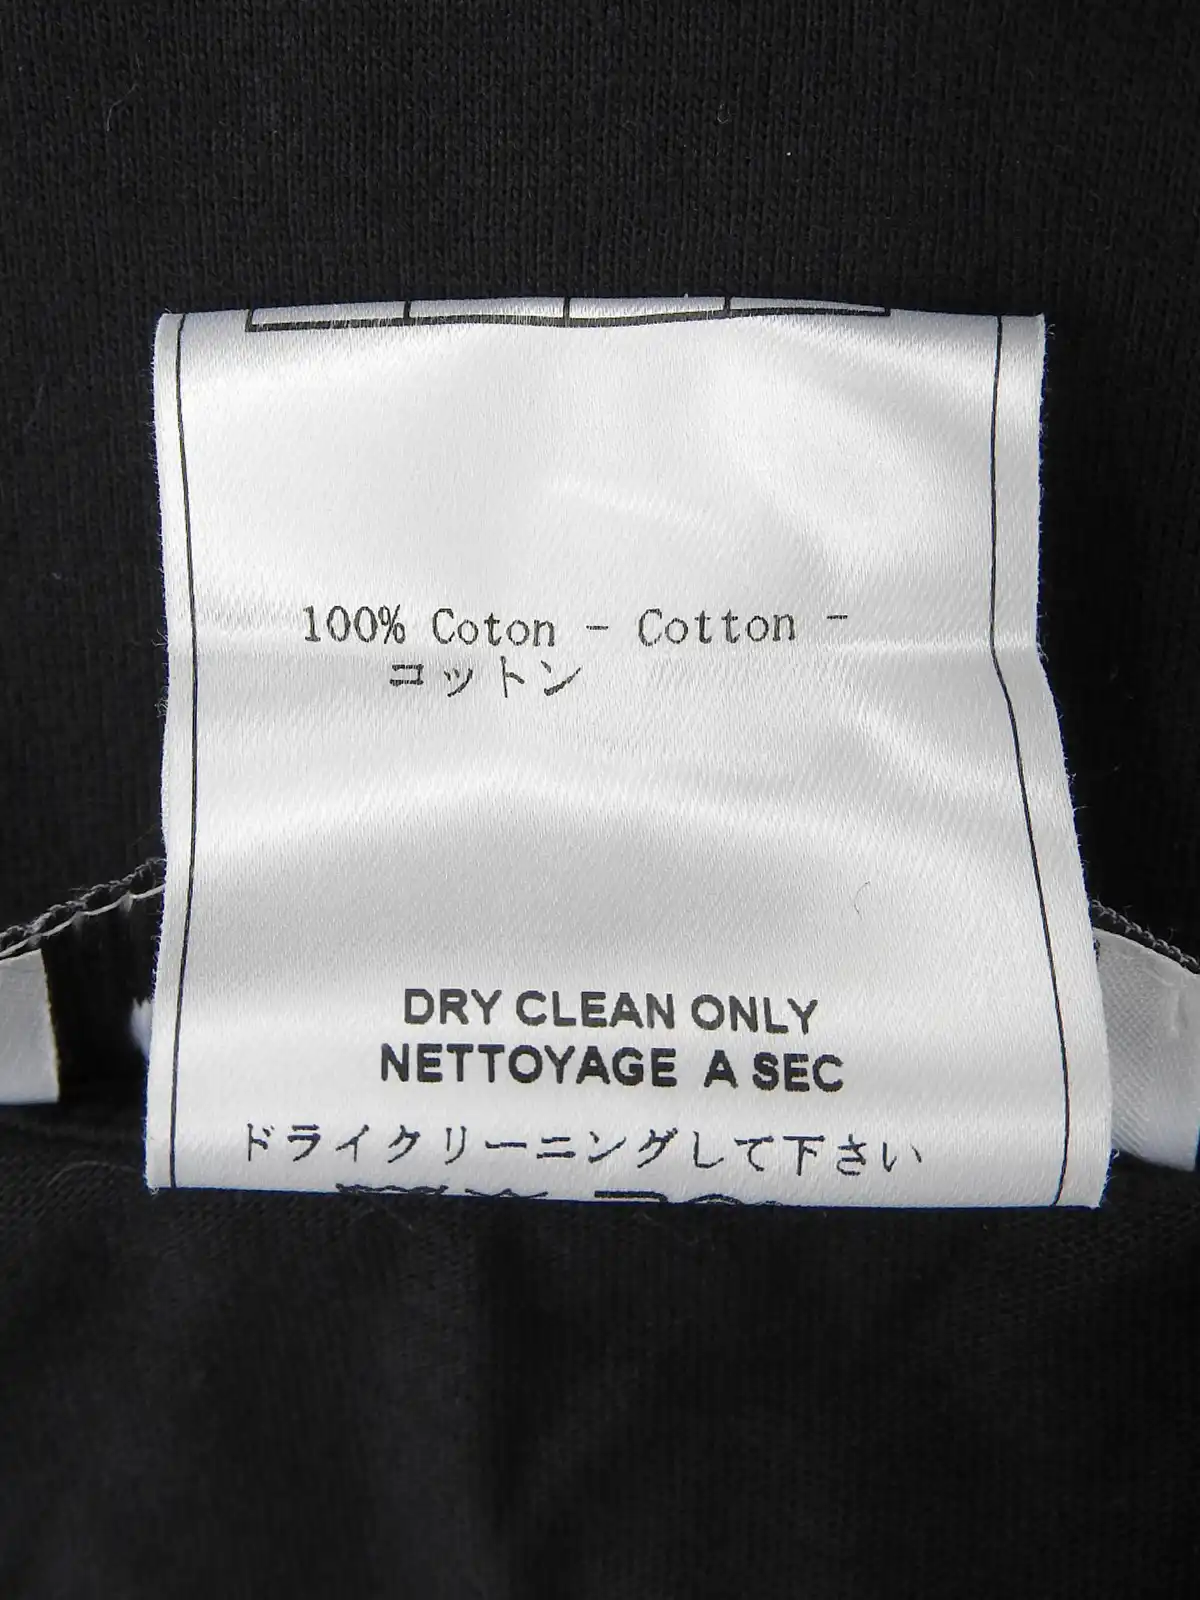 100% Coton - Cotton -
コットン
DRY CLEAN ONLY
NETTOYAGE A SEC
ドライクリーニングして下さい